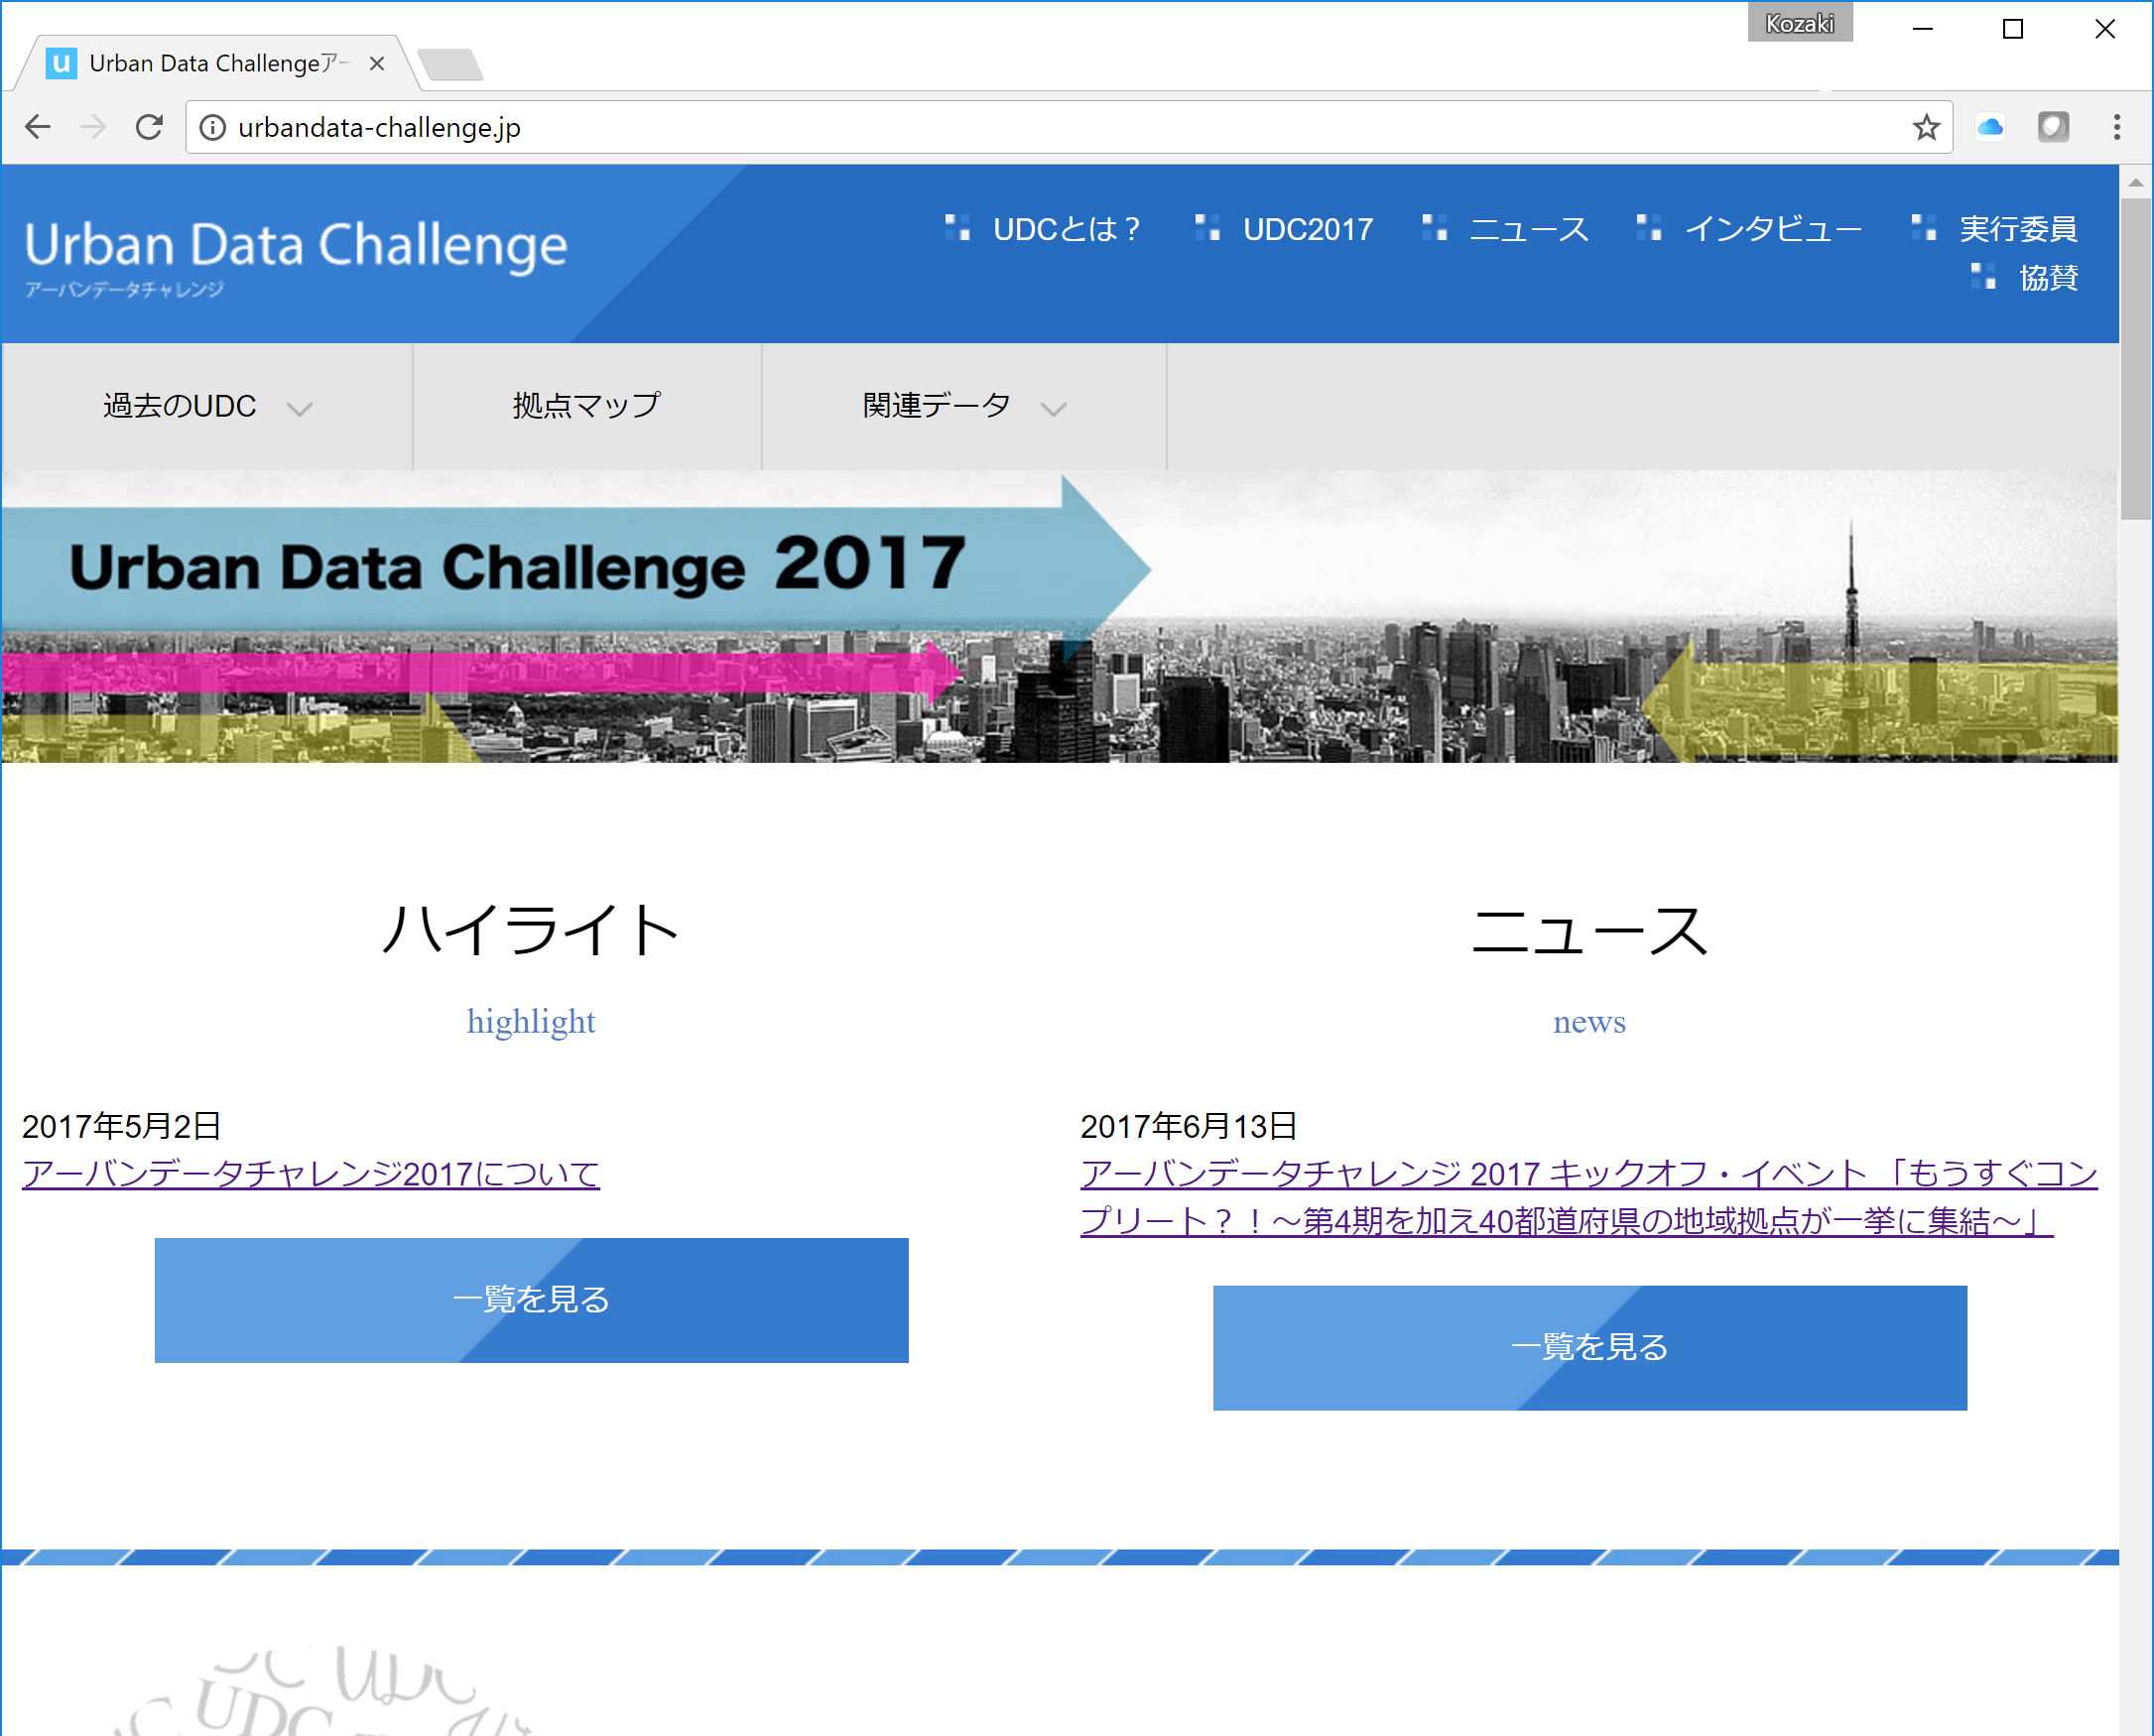 Kozaki
Urban Data Challengeア
urbandata-challenge.jp
Urban Data Challenge
アーバンデータチャレンジ
UDCとは？ UDC2017 ニュース インタビュー 実行委員
協賛
過去のUDC 拠点マップ 関連データ
Urban Data Challenge 2017
ハイライト
highlight
2017年5月2日
アーバンデータチャレンジ2017について
一覧を見る
ニュース
news
2017年6月13日
アーバンデータチャレンジ 2017 キックオフ・イベント 「もうすぐコン
プリート？！～第4期を加え40都道府県の地域拠点が一挙に集結～」
一覧を見る
UDC
UDC